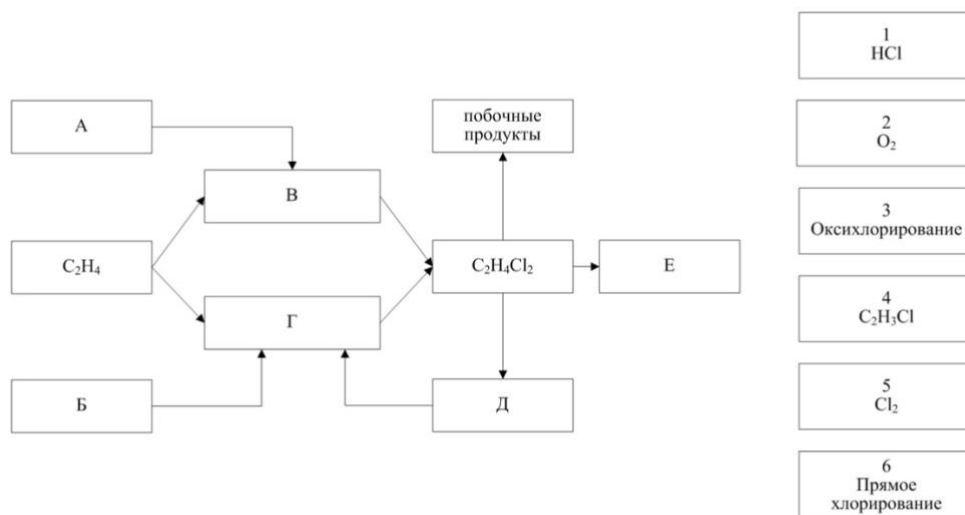 А
C₂H₄
Б
В
Г
побочные
продукты
C₂H₄Cl₂
Д
Е
1
HCl
2
O₂
3
Оксихлорирование
4
C₂H₃Cl
5
Cl₂
6
Прямое
хлорирование